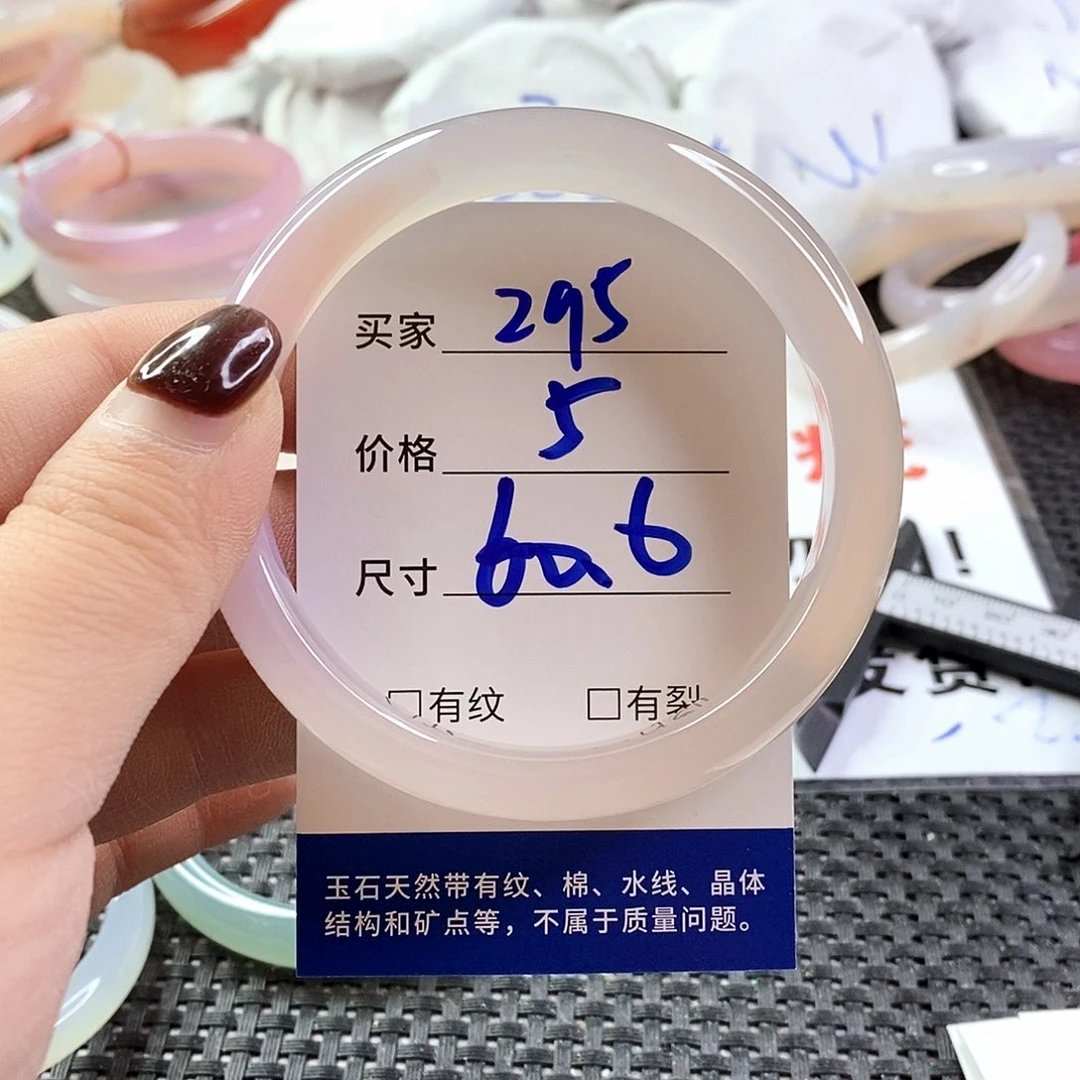 买家 295
价格 5
尺寸 60.6
□有纹 □有裂
玉石天然带有纹、棉、水线、晶体
结构和矿点等，不属于质量问题。